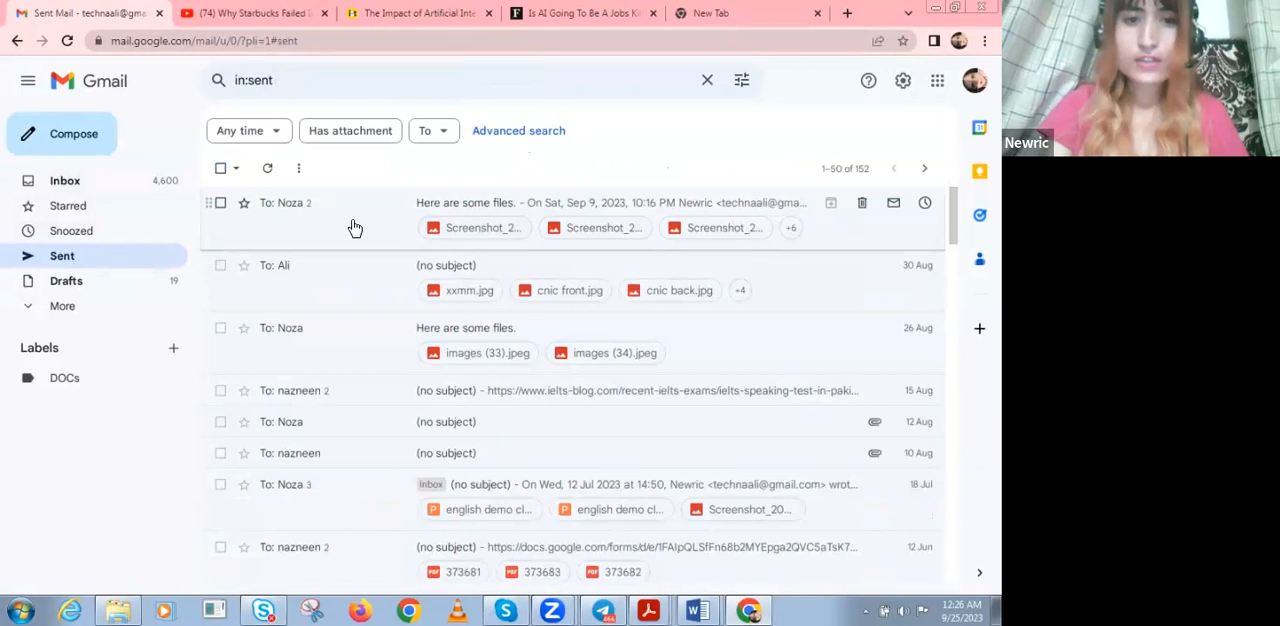 Sent Mail - technaali@gm
(74) Why Starbucks Failed I
The Impact of Artificial Inte
Is AI Going To Be A Jobs Ki
New Tab
mail.google.com/mail/u/0/?pli=1#sent
Gmail
in:sent
Compose
Any time
Has attachment
To
Advanced search
1–50 of 152
Inbox 4,600
Starred
Snoozed
Sent
Drafts 19
More
Labels
DOCs
To: Noza 2 Here are some files. - On Sat, Sep 9, 2023, 10:16 PM Newric <technaali@gma...
Screenshot_2... Screenshot_2... Screenshot_2... +6
To: Ali (no subject) 30 Aug
xxmm.jpg cnic front.jpg cnic back.jpg +4
To: Noza Here are some files. 26 Aug
images (33).jpeg images (34).jpeg
To: nazneen 2 (no subject) - https://www.ielts-blog.com/recent-ielts-exams/ielts-speaking-test-in-paki... 15 Aug
To: Noza (no subject) 12 Aug
To: nazneen (no subject) 10 Aug
To: Noza 3 Inbox (no subject) - On Wed, 12 Jul 2023 at 14:50, Newric <technaali@gmail.com> wrot... 18 Jul
english demo cl... english demo cl... Screenshot_20...
To: nazneen 2 (no subject) - https://docs.google.com/forms/d/e/1FAIpQLSfFn68b2MYEpga2QVC5aTsK7... 12 Jun
PDF 373681 PDF 373683 PDF 373682
Newric
12:26 AM
9/25/2023